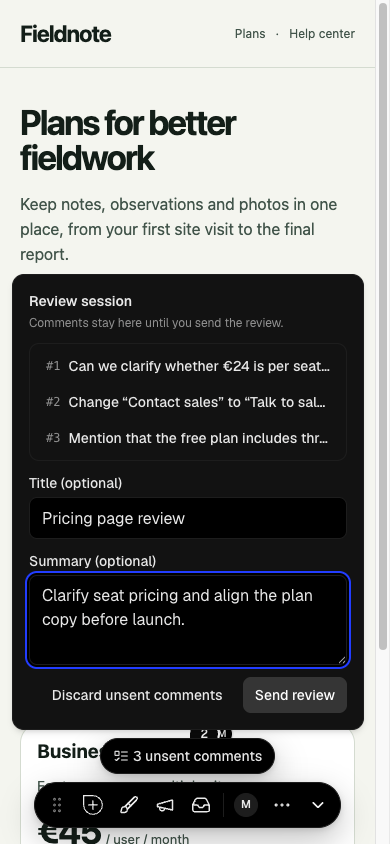 Fieldnote
Plans · Help center
Plans for better
fieldwork
Keep notes, observations and photos in one
place, from your first site visit to the final
report.
Review session
Comments stay here until you send the review.
#1 Can we clarify whether €24 is per seat…
#2 Change “Contact sales” to “Talk to sal…
#3 Mention that the free plan includes thr…
Title (optional)
Pricing page review
Summary (optional)
Clarify seat pricing and align the plan
copy before launch.
Discard unsent comments
Send review
2 M
Busines
3 unsent comments
M
€45 / user / month